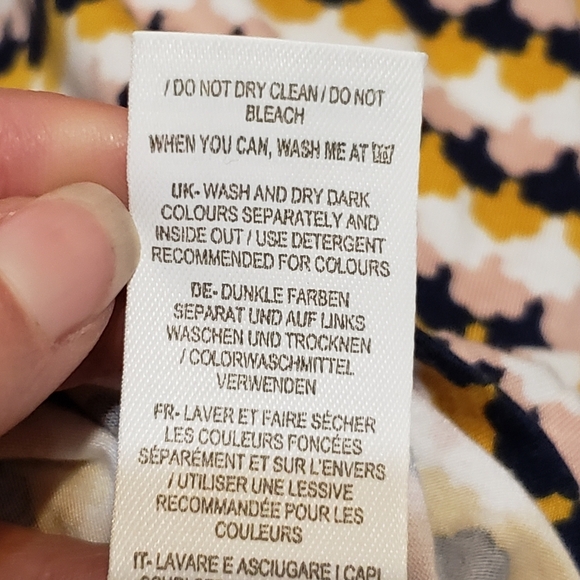 / DO NOT DRY CLEAN / DO NOT
BLEACH
WHEN YOU CAN, WASH ME AT
UK- WASH AND DRY DARK
COLOURS SEPARATELY AND
INSIDE OUT / USE DETERGENT
RECOMMENDED FOR COLOURS
DE- DUNKLE FARBEN
SEPARAT UND AUF LINKS
WASCHEN UND TROCKNEN
/ COLORWASCHMITTEL
VERWENDEN
FR- LAVER ET FAIRE SÉCHER
LES COULEURS FONCÉES
SÉPARÉMENT ET SUR L'ENVERS
/ UTILISER UNE LESSIVE
RECOMMANDÉE POUR LES
COULEURS
IT- LAVARE E ASCIUGARE I CAPI